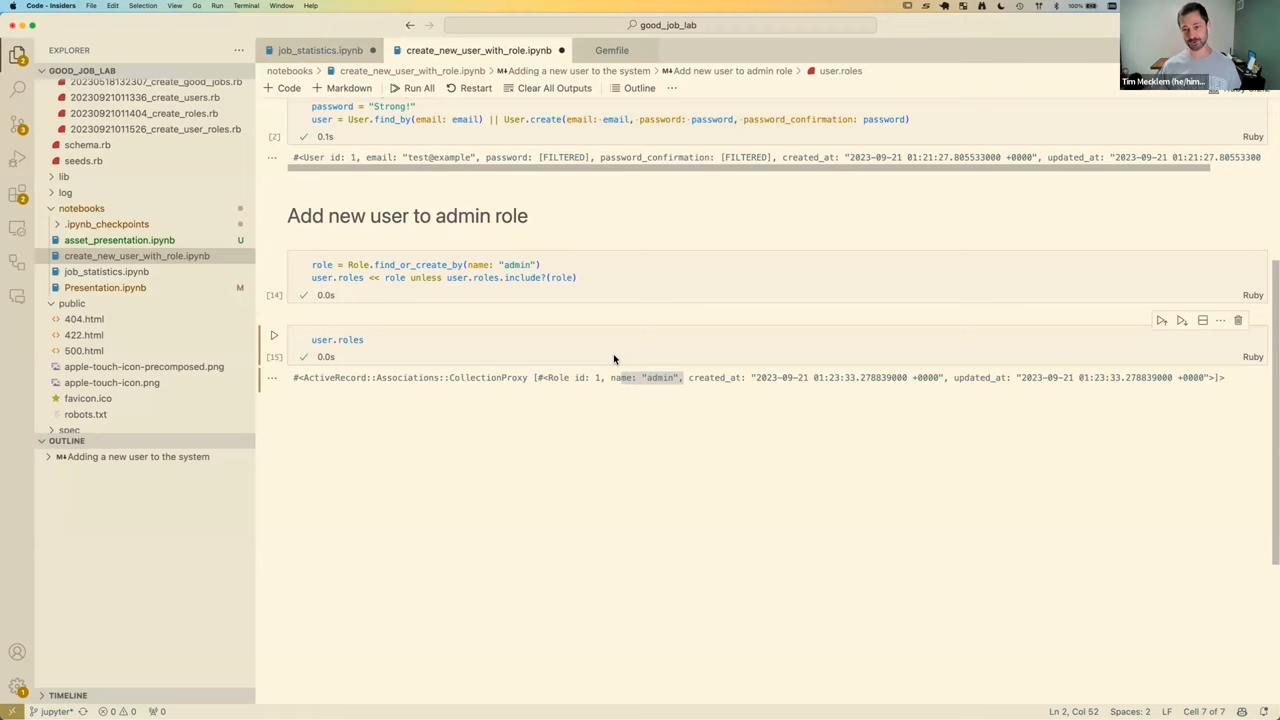 Code - Insiders File Edit Selection View Go Run Terminal Window Help
100%
good_job_lab
EXPLORER
job_statistics.ipynb
create_new_user_with_role.ipynb
Gemfile
GOOD_JOB_LAB
notebooks > create_new_user_with_role.ipynb > M↓Adding a new user to the system > M↓Add new user to admin role > user.roles
Tim Mecklem (he/him...
20230518132307_create_good_jobs.rb
20230921011336_create_users.rb
20230921011404_create_roles.rb
20230921011526_create_user_roles.rb
schema.rb
seeds.rb
lib
log
notebooks
.ipynb_checkpoints
asset_presentation.ipynb U
create_new_user_with_role.ipynb
job_statistics.ipynb
Presentation.ipynb M
public
404.html
422.html
500.html
apple-touch-icon-precomposed.png
apple-touch-icon.png
favicon.ico
robots.txt
spec
OUTLINE
M↓Adding a new user to the system
TIMELINE
+ Code + Markdown Run All Restart Clear All Outputs Outline ...
password = "Strong!"
user = User.find_by(email: email) || User.create(email: email, password: password, password_confirmation: password)
[2] 0.1s Ruby
#<User id: 1, email: "test@example", password: [FILTERED], password_confirmation: [FILTERED], created_at: "2023-09-21 01:21:27.805533000 +0000", updated_at: "2023-09-21 01:21:27.80553300
Add new user to admin role
role = Role.find_or_create_by(name: "admin")
user.roles << role unless user.roles.include?(role)
[14] 0.0s Ruby
user.roles
[15] 0.0s Ruby
#<ActiveRecord::Associations::CollectionProxy [#<Role id: 1, name: "admin", created_at: "2023-09-21 01:23:33.278839000 +0000", updated_at: "2023-09-21 01:23:33.278839000 +0000">]>
jupyter* 0 0 0 Ln 2, Col 52 Spaces: 2 LF Cell 7 of 7